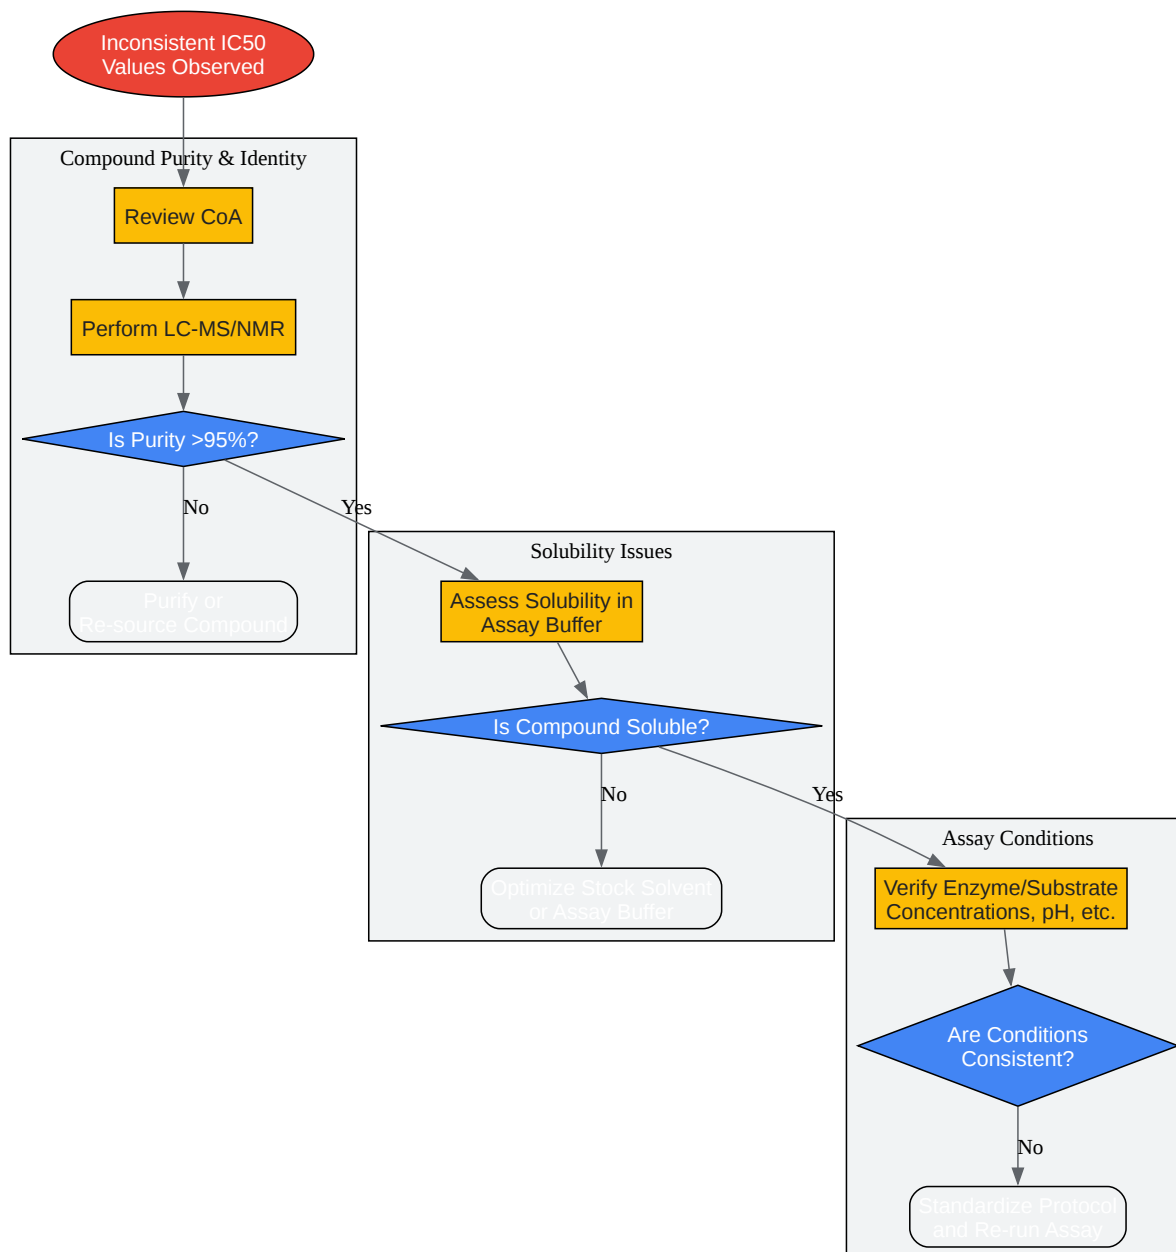 Inconsistent IC50
Values Observed
Compound Purity & Identity
Review CoA
Perform LC-MS/NMR
Is Purity >95%?
No
Yes
Purify or
Re-source Compound
Solubility Issues
Assess Solubility in
Assay Buffer
Is Compound Soluble?
No
Yes
Optimize Stock Solvent
or Assay Buffer
Assay Conditions
Verify Enzyme/Substrate
Concentrations, pH, etc.
Are Conditions
Consistent?
No
Standardize Protocol
and Re-run Assay